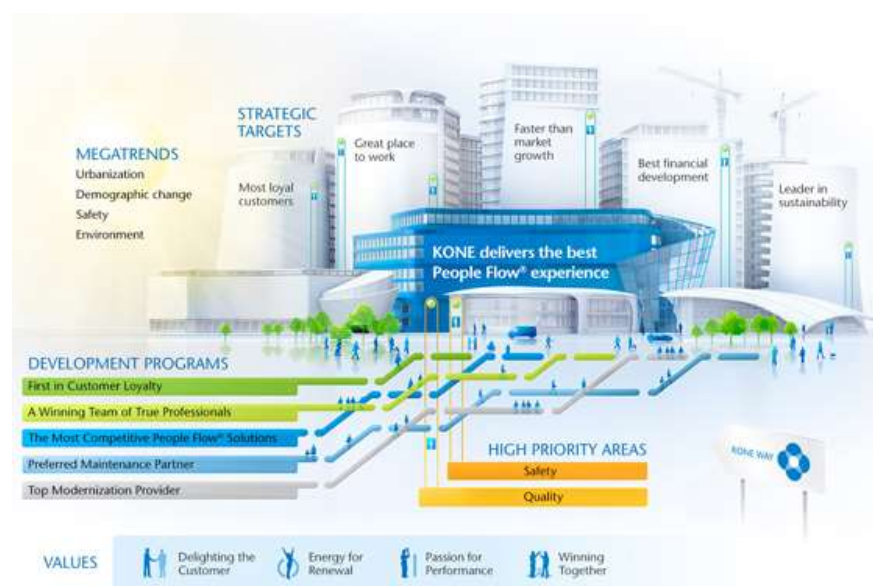 STRATEGIC
TARGETS
MEGATRENDS
Urbanization
Demographic change
Safety
Environment
Most loyal
customers
Great place
to work
Faster than
market
growth
Best financial
development
Leader in
sustainability
KONE delivers the best
People Flow® experience
DEVELOPMENT PROGRAMS
First in Customer Loyalty
A Winning Team of True Professionals
The Most Competitive People Flow® Solutions
Preferred Maintenance Partner
Top Modernization Provider
HIGH PRIORITY AREAS
Safety
Quality
KONE WAY
VALUES
Delighting the
Customer
Energy for
Renewal
Passion for
Performance
Winning
Together